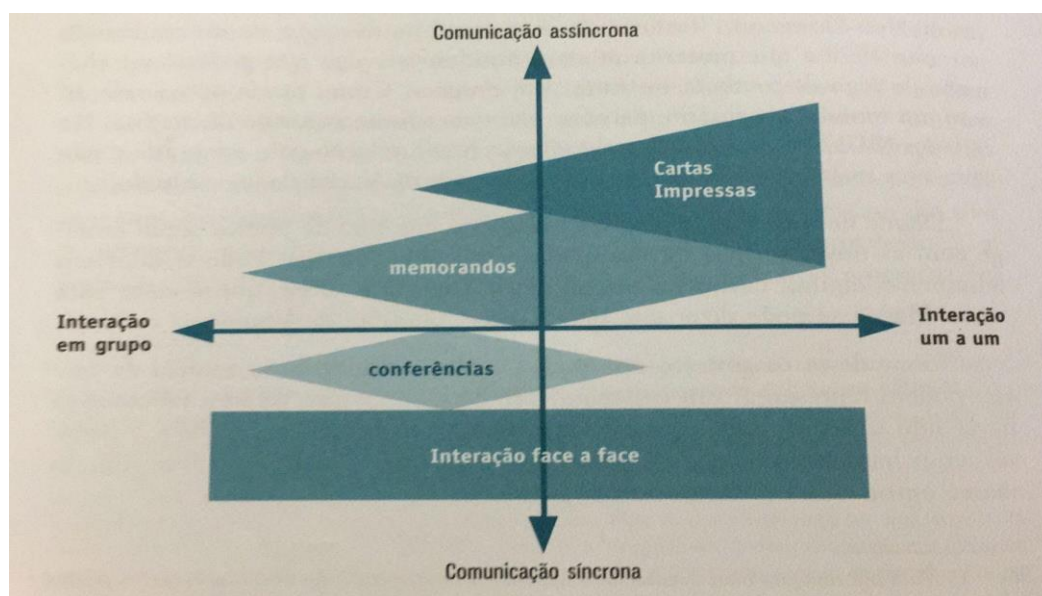 Comunicação assíncrona
Cartas
Impressas
memorandos
Interação
em grupo
Interação
um a um
conferências
Interação face a face
Comunicação síncrona